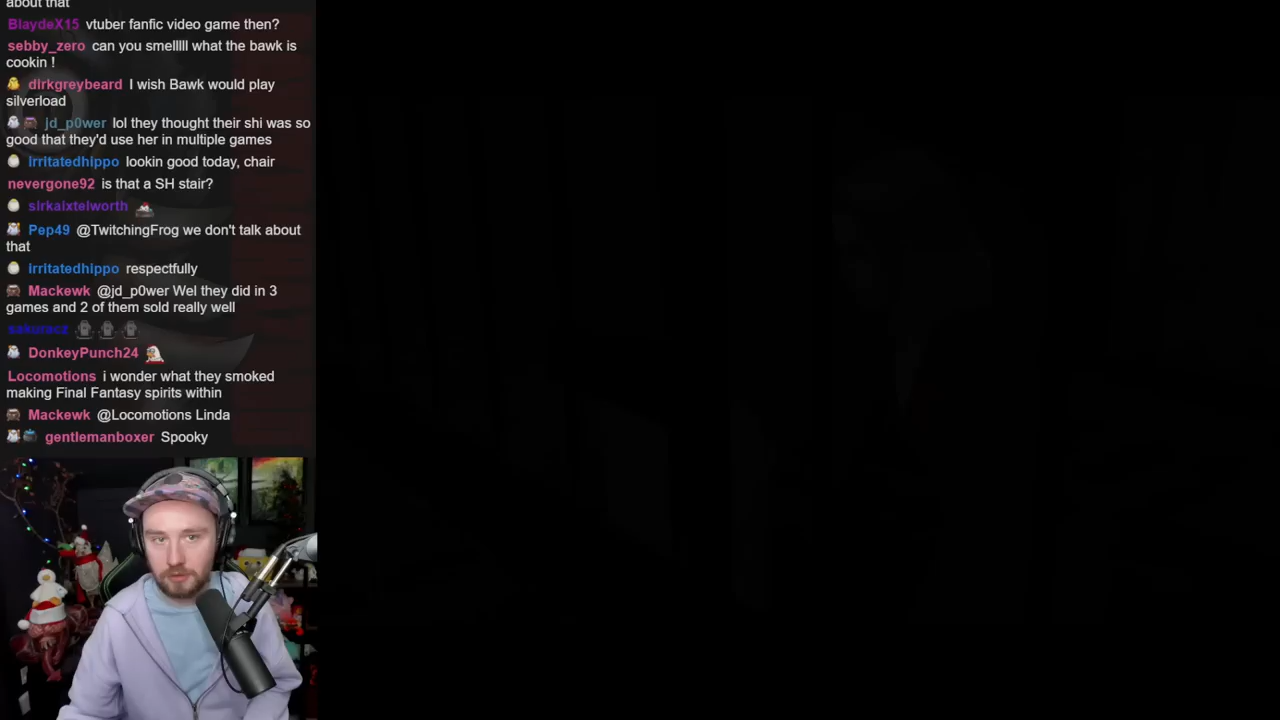 about that
BlaydeX15 vtuber fanfic video game then?
sebby_zero can you smelllll what the bawk is
cookin !
dirkgreybeard I wish Bawk would play
silverload
jd_p0wer lol they thought their shi was so
good that they'd use her in multiple games
irritatedhippo lookin good today, chair
nevergone92 is that a SH stair?
sirkaixtelworth
Pep49 @TwitchingFrog we don't talk about
that
irritatedhippo respectfully
Mackewk @jd_p0wer Wel they did in 3
games and 2 of them sold really well
DonkeyPunch24
Locomotions i wonder what they smoked
making Final Fantasy spirits within
Mackewk @Locomotions Linda
gentlemanboxer Spooky